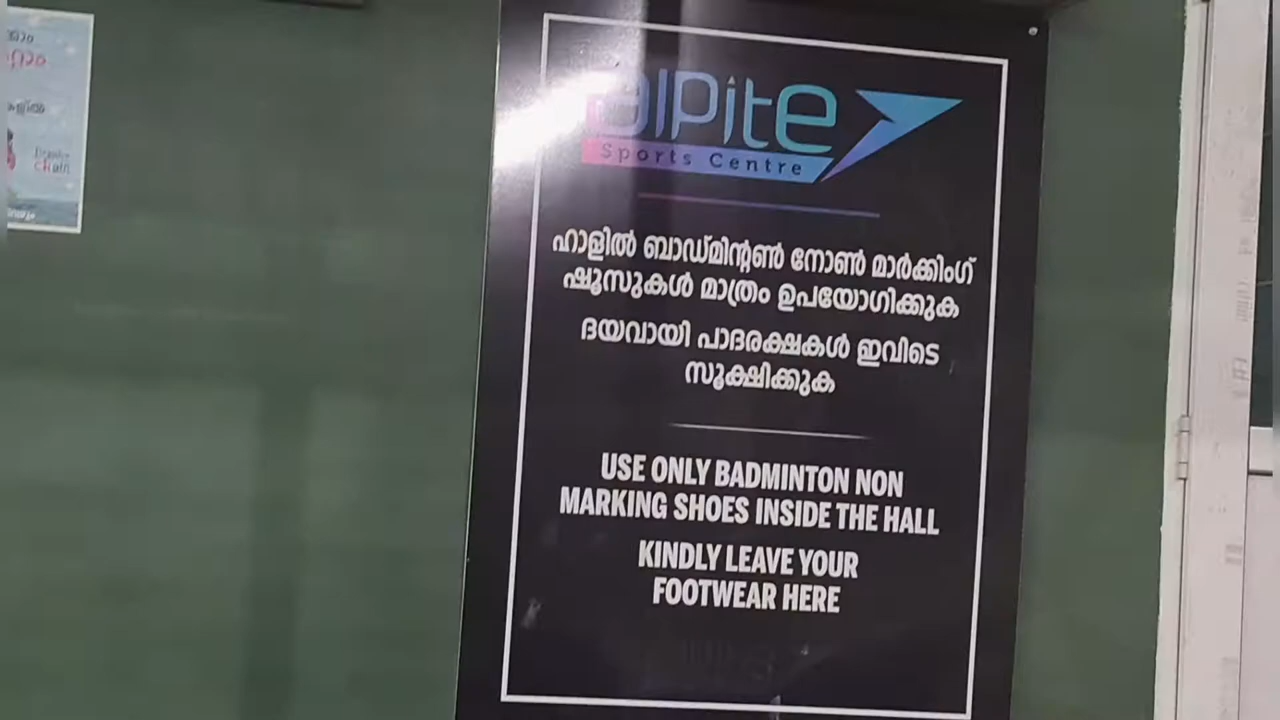 Sports Centre
ഹാളിൽ ബാഡ്മിന്റൺ നോൺ മാർക്കിംഗ്
ഷൂസുകൾ മാത്രം ഉപയോഗിക്കുക
ദയവായി പാദരക്ഷകൾ ഇവിടെ
സൂക്ഷിക്കുക
USE ONLY BADMINTON NON
MARKING SHOES INSIDE THE HALL
KINDLY LEAVE YOUR
FOOTWEAR HERE